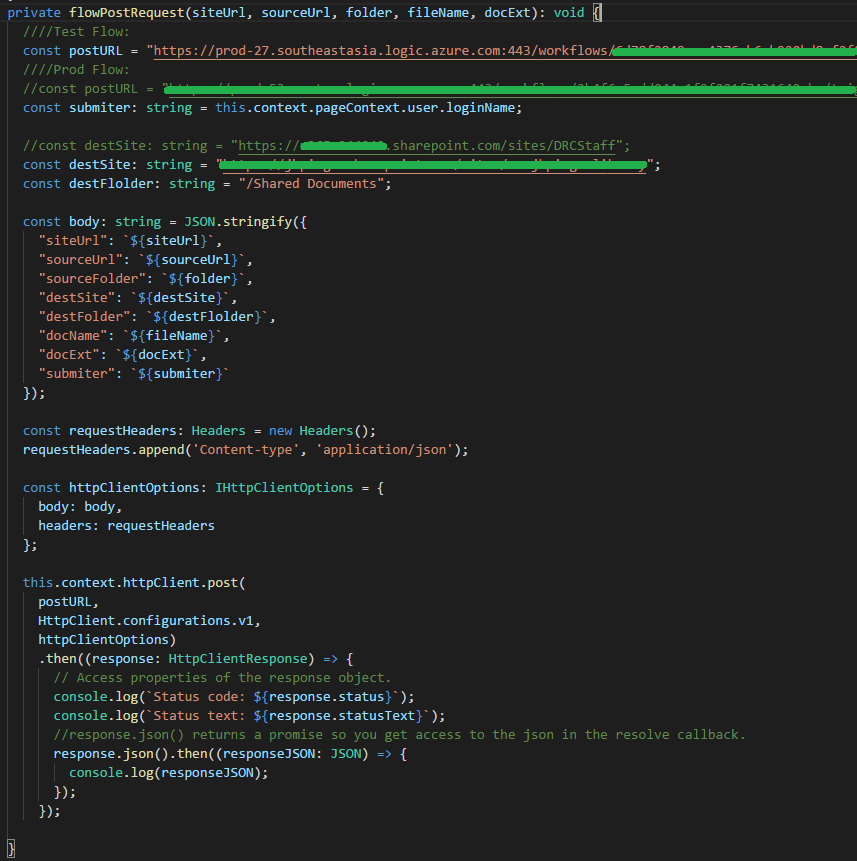 private flowPostRequest(siteUrl, sourceUrl, folder, fileName, docExt): void {
////Test Flow:
const postURL = "https://prod-27.southeastasia.logic.azure.com:443/workflows/
////Prod Flow:
//const postURL =
const submiter: string = this.context.pageContext.user.loginName;
//const destSite: string = "https:// .sharepoint.com/sites/DRCStaff";
const destSite: string = " ";
const destFlolder: string = "/Shared Documents";
const body: string = JSON.stringify({
"siteUrl": `${siteUrl}`,
"sourceUrl": `${sourceUrl}`,
"sourceFolder": `${folder}`,
"destSite": `${destSite}`,
"destFolder": `${destFlolder}`,
"docName": `${fileName}`,
"docExt": `${docExt}`,
"submiter": `${submiter}`
});
const requestHeaders: Headers = new Headers();
requestHeaders.append('Content-type', 'application/json');
const httpClientOptions: IHttpClientOptions = {
body: body,
headers: requestHeaders
};
this.context.httpClient.post(
postURL,
HttpClient.configurations.v1,
httpClientOptions)
.then((response: HttpClientResponse) => {
// Access properties of the response object.
console.log(`Status code: ${response.status}`);
console.log(`Status text: ${response.statusText}`);
//response.json() returns a promise so you get access to the json in the resolve callback.
response.json().then((responseJSON: JSON) => {
console.log(responseJSON);
});
});
}